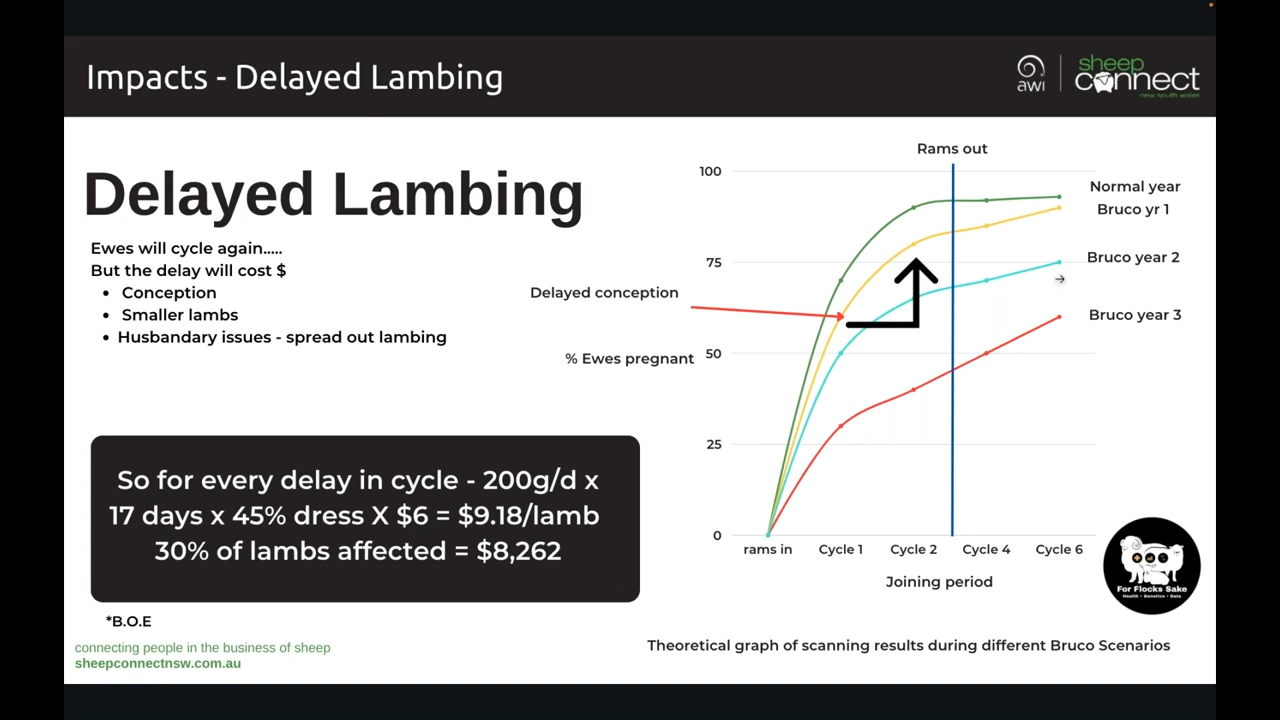 Impacts - Delayed Lambing
awi
sheep
connect
new south wales
Delayed Lambing
Ewes will cycle again.....
But the delay will cost $
• Conception
• Smaller lambs
• Husbandary issues - spread out lambing
So for every delay in cycle - 200g/d x
17 days x 45% dress X $6 = $9.18/lamb
30% of lambs affected = $8,262
*B.O.E
connecting people in the business of sheep
sheepconnectnsw.com.au
Rams out
100
75
50
25
0
Delayed conception
% Ewes pregnant
Normal year
Bruco yr 1
Bruco year 2
Bruco year 3
rams in
Cycle 1
Cycle 2
Cycle 4
Cycle 6
Joining period
Theoretical graph of scanning results during different Bruco Scenarios
For Flocks Sake
Health • Genetics • Data